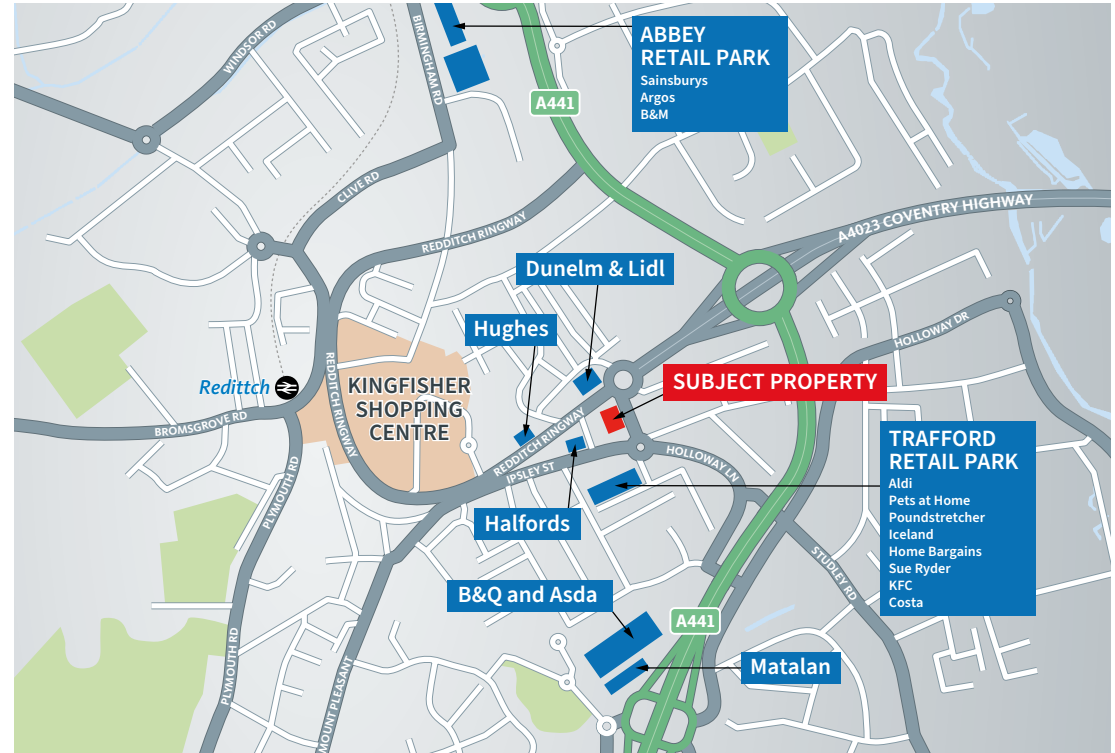 WINDSOR RD
BIRMINGHAM RD
ABBEY
RETAIL PARK
Sainsburys
Argos
B&M
A441
CLIVE RD
REDDITCH RINGWAY
A4023 COVENTRY HIGHWAY
Dunelm & Lidl
Hughes
HOLLOWAY DR
Redittch
REDDITCH RINGWAY
KINGFISHER
SHOPPING
CENTRE
SUBJECT PROPERTY
BROMSGROVE RD
REDDITCH RINGWAY
IPSLEY ST
HOLLOWAY LN
TRAFFORD
RETAIL PARK
Aldi
Pets at Home
Poundstretcher
Iceland
Home Bargains
Sue Ryder
KFC
Costa
PLYMOUTH RD
Halfords
STUDLEY RD
B&Q and Asda
A441
PLYMOUTH RD
MOUNT PLEASANT
Matalan